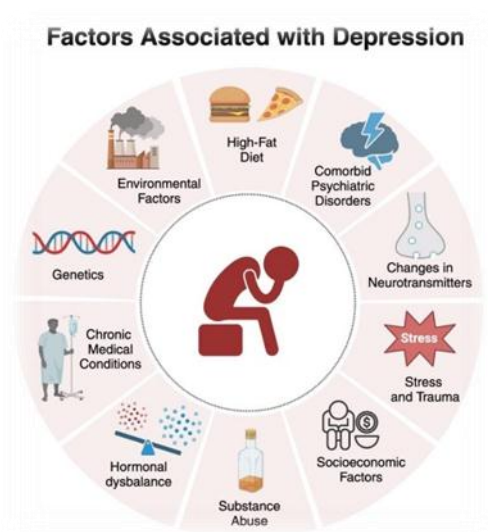 Factors Associated with Depression
High-Fat
Diet
Comorbid
Psychiatric
Disorders
Changes in
Neurotransmitters
Stress
Stress
and Trauma
Socioeconomic
Factors
$
Substance
Abuse
Hormonal
dysbalance
Chronic
Medical
Conditions
Genetics
Environmental
Factors